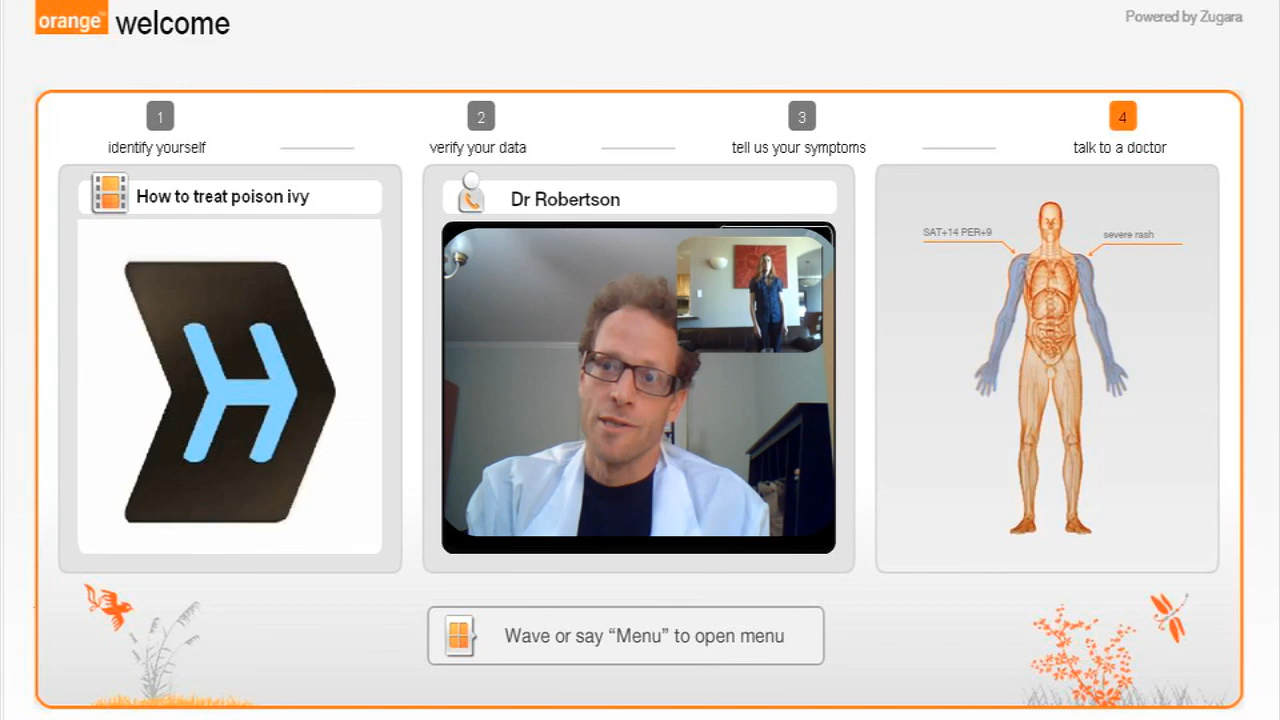 orange™
welcome
Powered by Zugara
1
identify yourself
2
verify your data
3
tell us your symptoms
4
talk to a doctor
How to treat poison ivy
Dr Robertson
SAT+14 PER+9
severe rash
H
Wave or say “Menu” to open menu